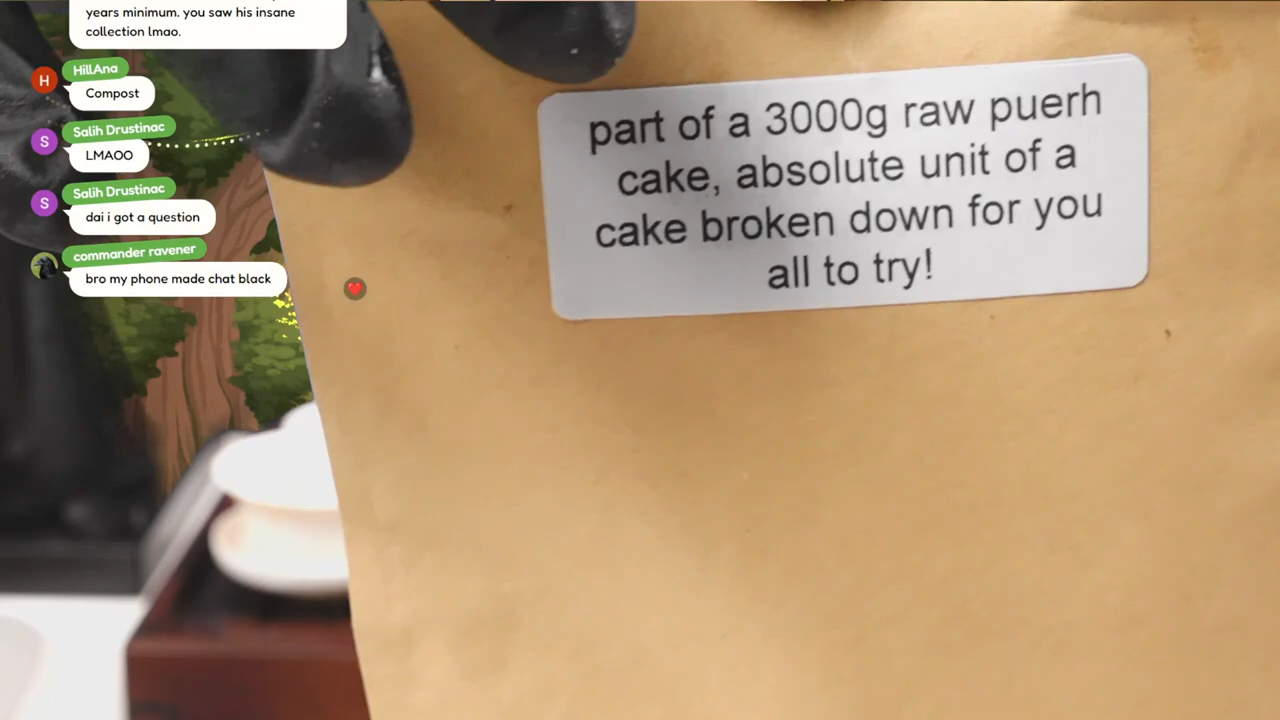 years minimum. you saw his insane
collection lmao.
H
HillAna
Compost
S
Salih Drustinac
LMAOO
S
Salih Drustinac
dai i got a question
commander ravener
bro my phone made chat black
part of a 3000g raw puerh
cake, absolute unit of a
cake broken down for you
all to try!